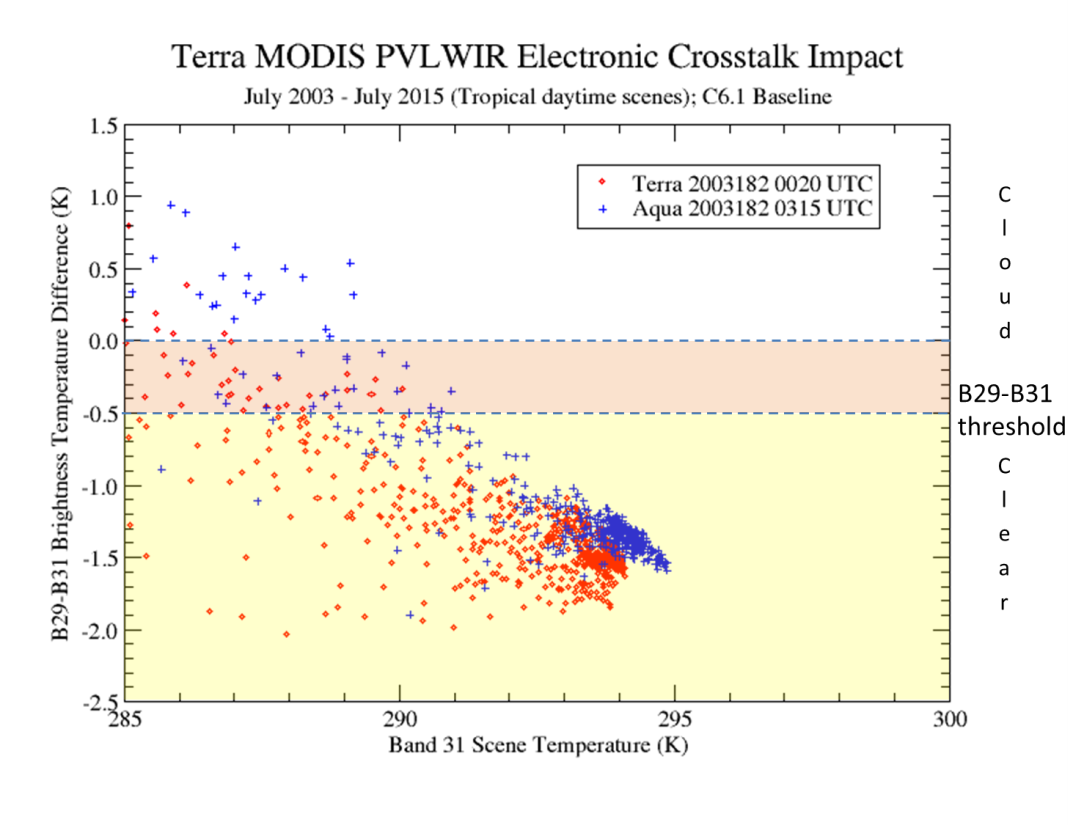 Terra MODIS PVLWIR Electronic Crosstalk Impact
July 2003 - July 2015 (Tropical daytime scenes); C6.1 Baseline
B29-B31 Brightness Temperature Difference (K)
1.5
1.0
0.5
0.0
-0.5
-1.0
-1.5
-2.0
-2.5
Terra 2003182 0020 UTC
Aqua 2003182 0315 UTC
C
l
o
u
d
B29-B31
threshold
C
l
e
a
r
285
290
295
300
Band 31 Scene Temperature (K)